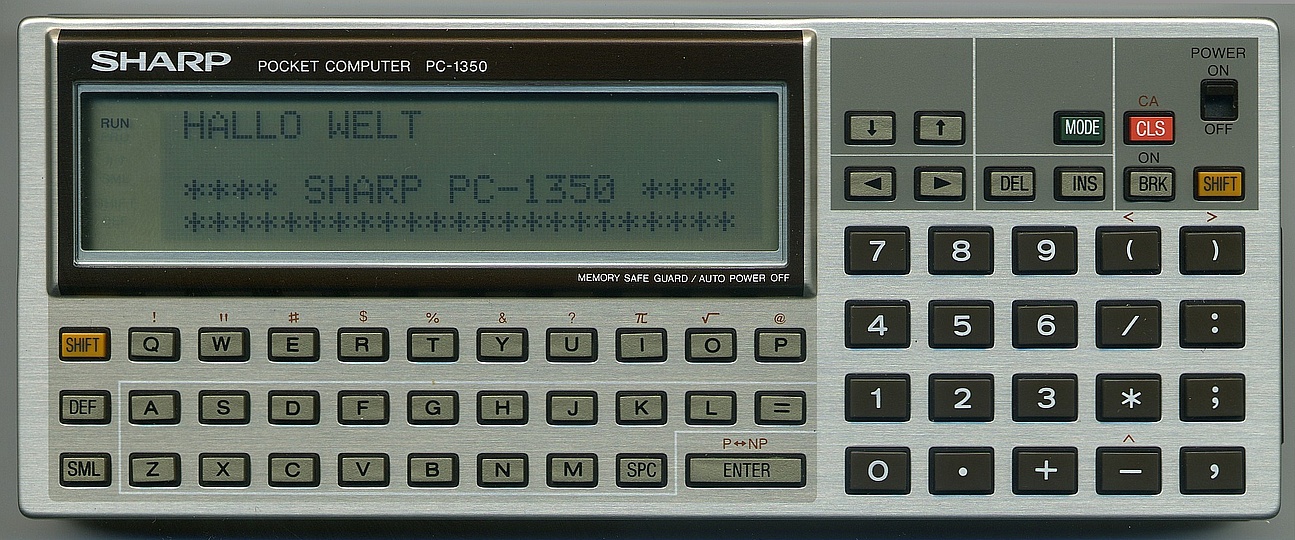 SHARP POCKET COMPUTER PC-1350
RUN HALLO WELT
**** SHARP PC-1350 ****
***********************
MEMORY SAFE GUARD / AUTO POWER OFF
POWER
ON
OFF
CA
↓ ↑ MODE CLS
ON
◄ ► DEL INS BRK SHIFT
< >
7 8 9 ( )
4 5 6 / :
1 2 3 * ;
^
0 . + − ,
! " # $ % & ? π √ @
SHIFT Q W E R T Y U I O P
DEF A S D F G H J K L =
P↔NP
SML Z X C V B N M SPC ENTER